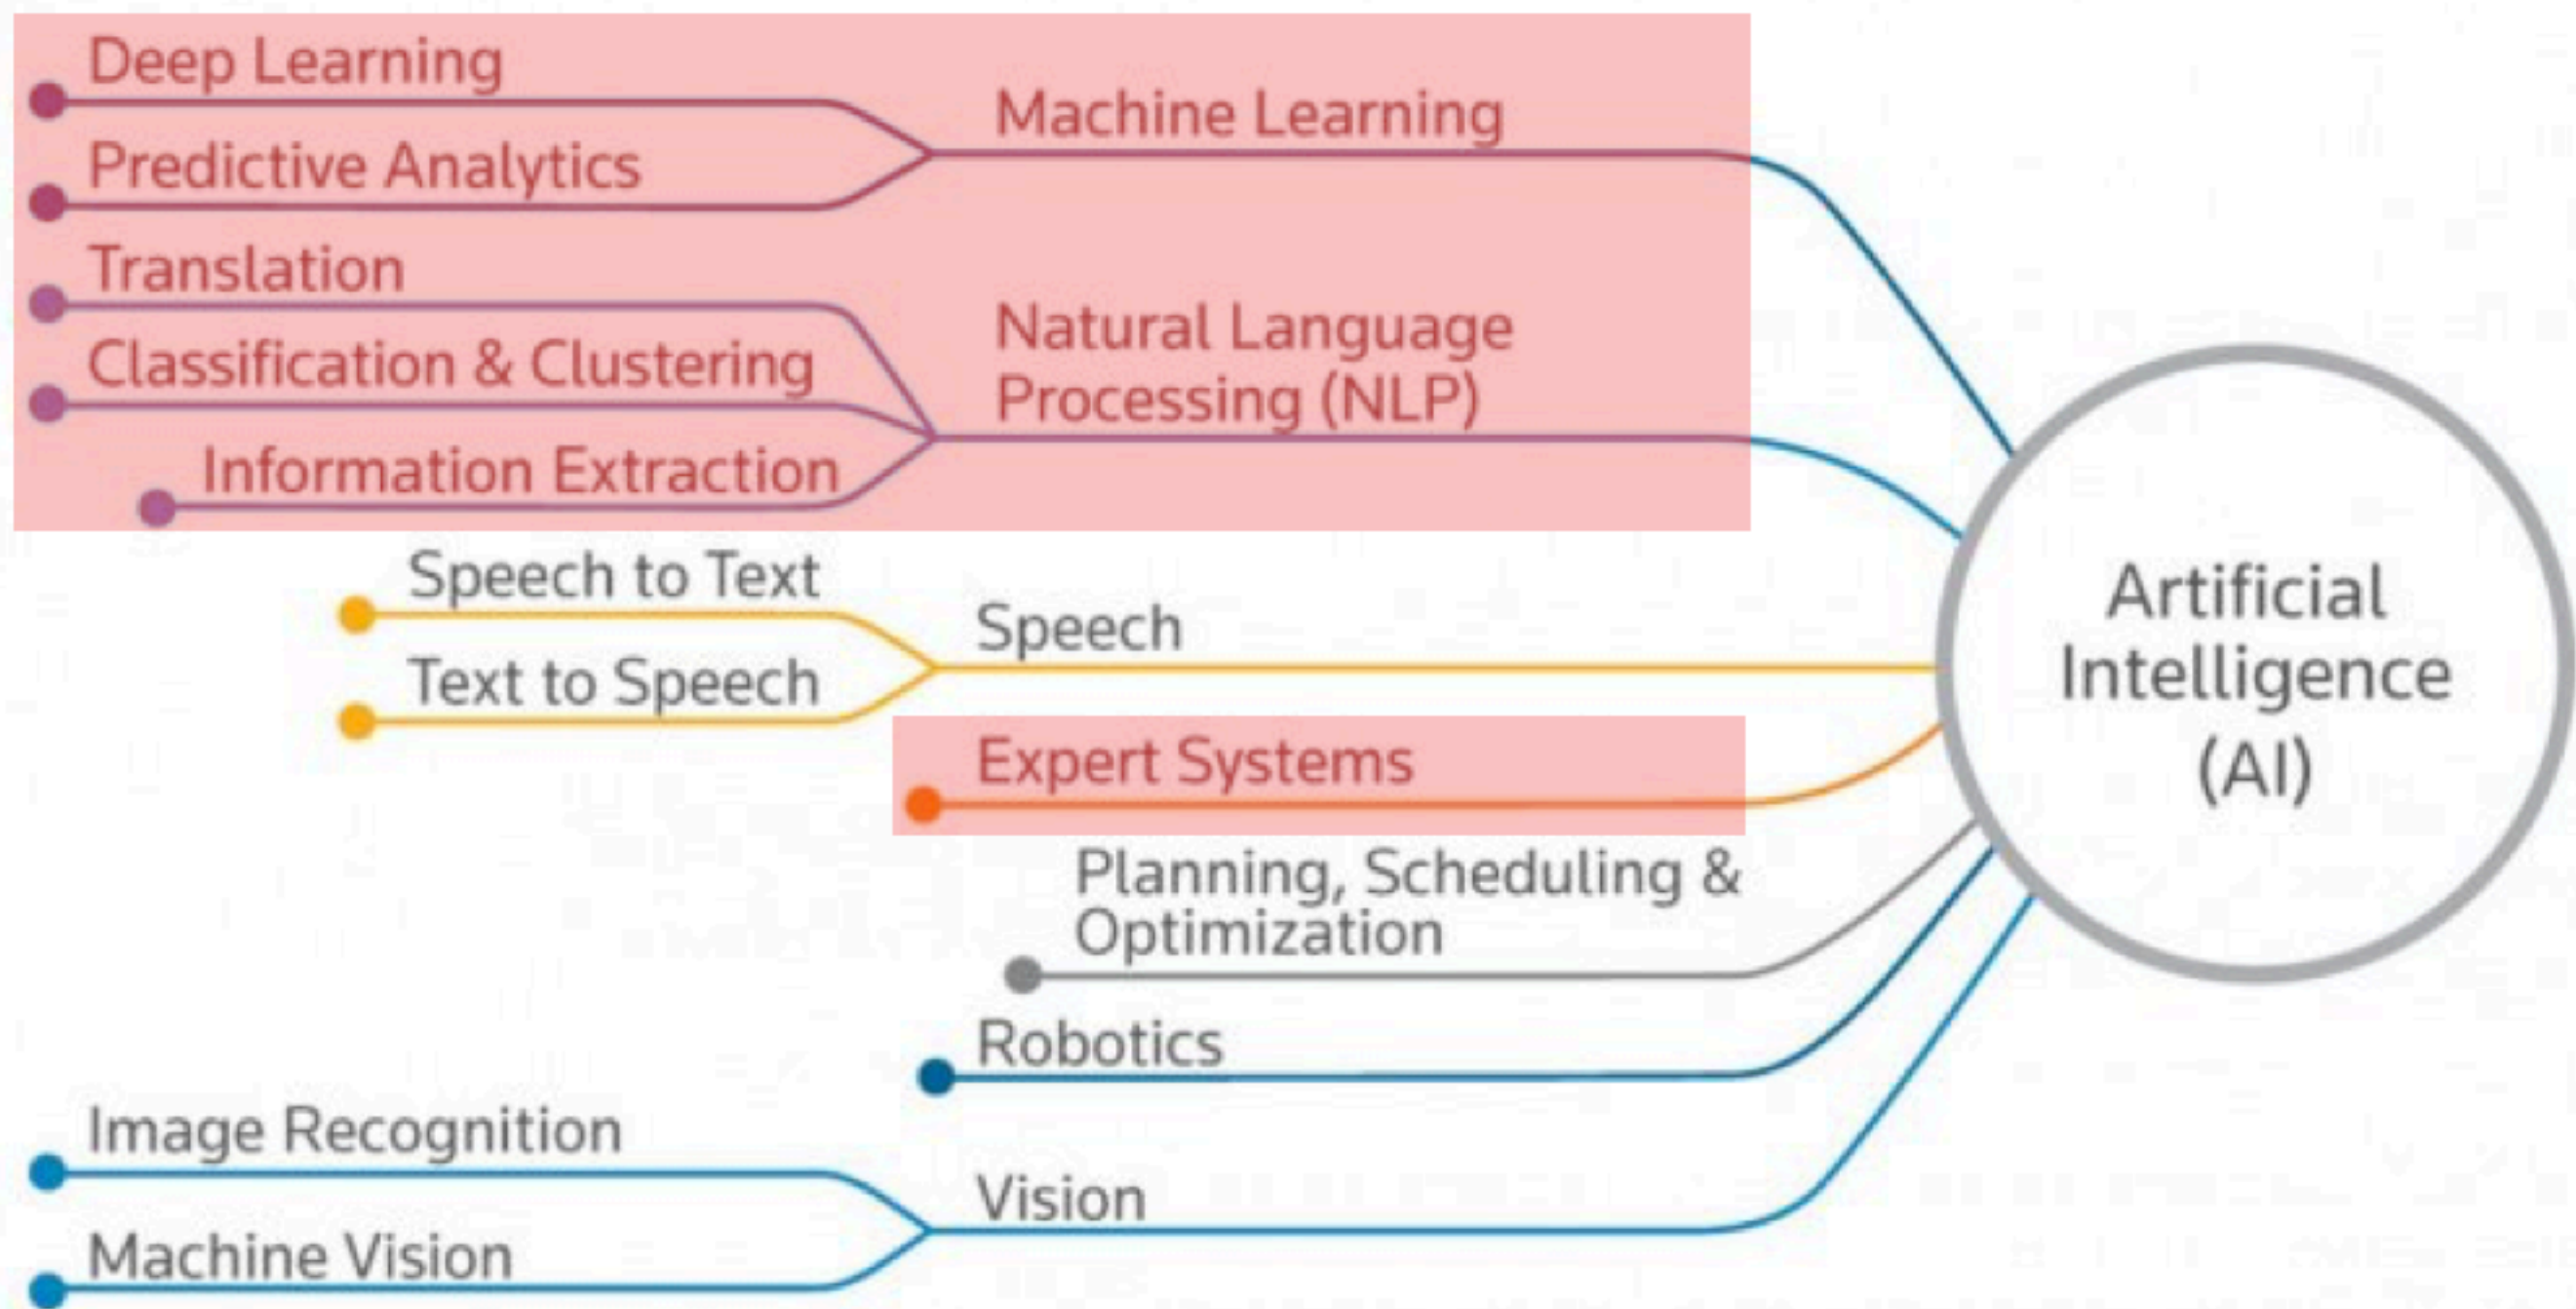 Deep Learning
Predictive Analytics
Machine Learning
Translation
Classification & Clustering
Information Extraction
Natural Language
Processing (NLP)
Speech to Text
Text to Speech
Speech
Expert Systems
Planning, Scheduling &
Optimization
Robotics
Image Recognition
Machine Vision
Vision
Artificial
Intelligence
(AI)